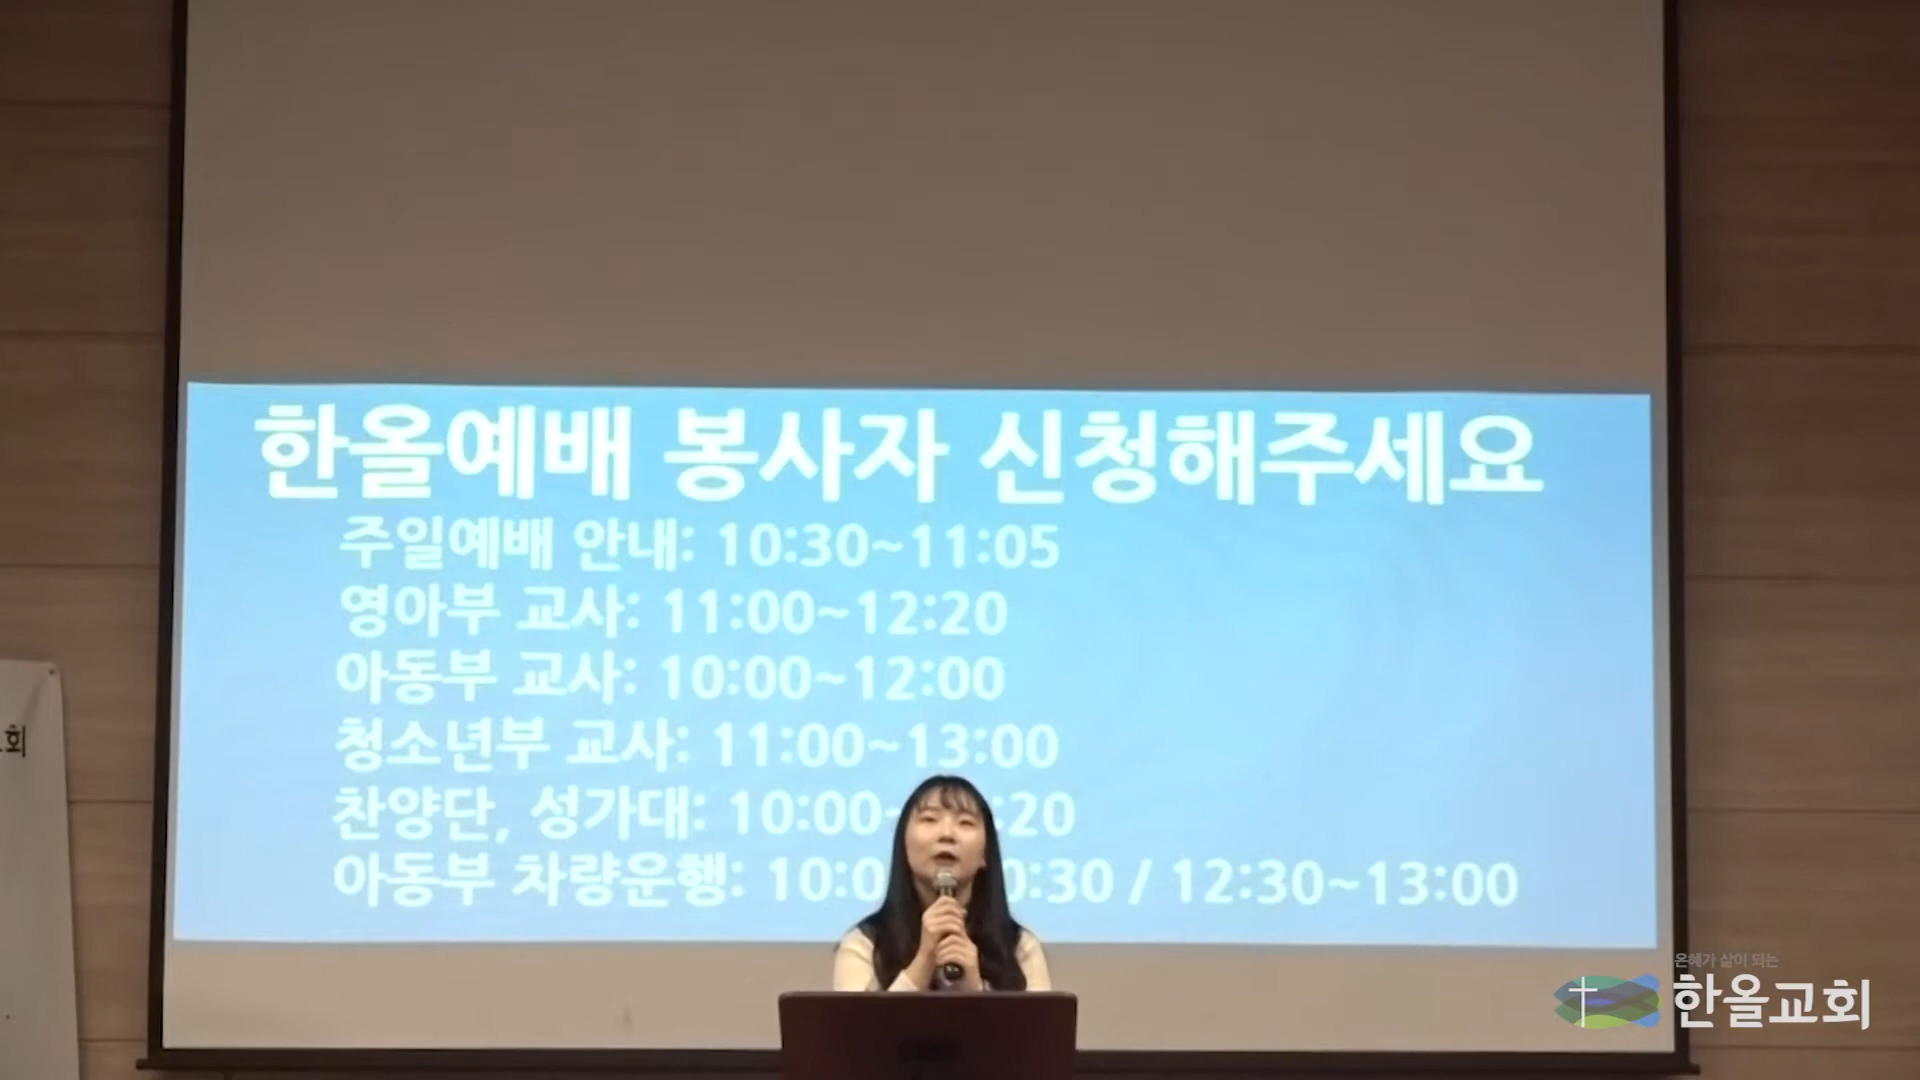 한올예배 봉사자 신청해주세요
주일예배 안내: 10:30~11:05
영아부 교사: 11:00~12:20
아동부 교사: 10:00~12:00
청소년부 교사: 11:00~13:00
찬양단, 성가대: 10:00~ :20
아동부 차량운행: 10:0 0:30 / 12:30~13:00
회
은혜가 삶이 되는
한올교회